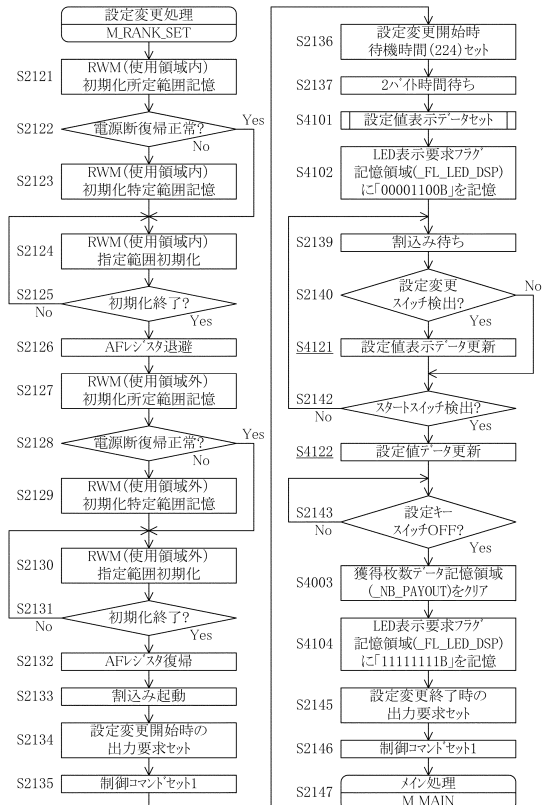 設定変更処理
M_RANK_SET
S2121
RWM(使用領域内)
初期化所定範囲記憶
S2122
電源断復帰正常?
Yes
No
S2123
RWM(使用領域内)
初期化特定範囲記憶
S2124
RWM(使用領域内)
指定範囲初期化
S2125
初期化終了?
No
Yes
S2126
AFレジスタ退避
S2127
RWM(使用領域外)
初期化所定範囲記憶
S2128
電源断復帰正常?
Yes
No
S2129
RWM(使用領域外)
初期化特定範囲記憶
S2130
RWM(使用領域外)
指定範囲初期化
S2131
初期化終了?
No
Yes
S2132
AFレジスタ復帰
S2133
割込み起動
S2134
設定変更開始時の
出力要求セット
S2135
制御コマンドセット1
S2136
設定変更開始時
待機時間(224)セット
S2137
2バイト時間待ち
S4101
設定値表示データセット
S4102
LED表示要求フラグ
記憶領域(_FL_LED_DSP)
に「00001100B」を記憶
S2139
割込み待ち
S2140
設定変更
スイッチ検出?
No
Yes
S4121
設定値表示データ更新
S2142
スタートスイッチ検出?
No
Yes
S4122
設定値データ更新
S2143
設定キー
スイッチOFF?
No
Yes
S4003
獲得枚数データ記憶領域
(_NB_PAYOUT)をクリア
S4104
LED表示要求フラグ
記憶領域(_FL_LED_DSP)
に「11111111B」を記憶
S2145
設定変更終了時の
出力要求セット
S2146
制御コマンドセット1
S2147
メイン処理
M_MAIN